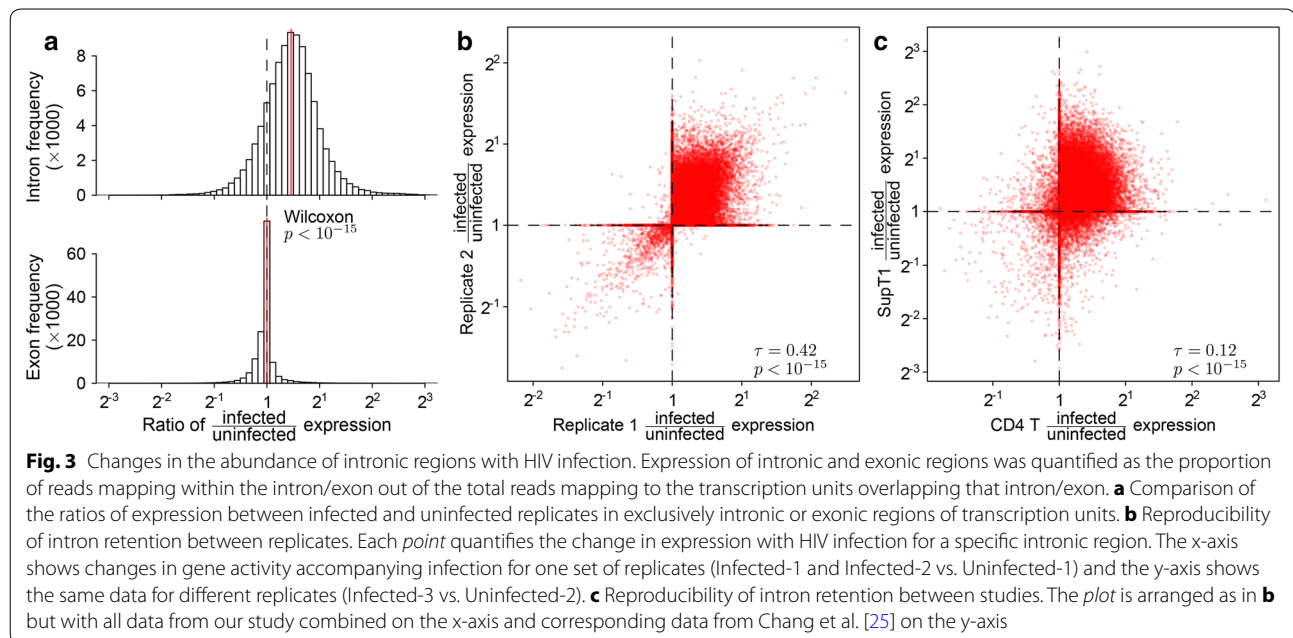 a
Intron frequency
(×1000)
8
6
4
2
0
Wilcoxon
p < 10^-15
Exon frequency
(×1000)
60
40
20
0
2^-3 2^-2 2^-1 1 2^1 2^2 2^3
Ratio of infected/uninfected expression
b
Replicate 2 infected/uninfected expression
2^2
2^1
1
2^-1
τ = 0.42
p < 10^-15
2^-2 2^-1 1 2^1 2^2
Replicate 1 infected/uninfected expression
c
SupT1 infected/uninfected expression
2^3
2^2
2^1
1
2^-1
2^-2
2^-3
τ = 0.12
p < 10^-15
2^-1 1 2^1 2^2 2^3
CD4 T infected/uninfected expression
Fig. 3 Changes in the abundance of intronic regions with HIV infection. Expression of intronic and exonic regions was quantified as the proportion
of reads mapping within the intron/exon out of the total reads mapping to the transcription units overlapping that intron/exon. a Comparison of
the ratios of expression between infected and uninfected replicates in exclusively intronic or exonic regions of transcription units. b Reproducibility
of intron retention between replicates. Each point quantifies the change in expression with HIV infection for a specific intronic region. The x-axis
shows changes in gene activity accompanying infection for one set of replicates (Infected-1 and Infected-2 vs. Uninfected-1) and the y-axis shows
the same data for different replicates (Infected-3 vs. Uninfected-2). c Reproducibility of intron retention between studies. The plot is arranged as in b
but with all data from our study combined on the x-axis and corresponding data from Chang et al. [25] on the y-axis